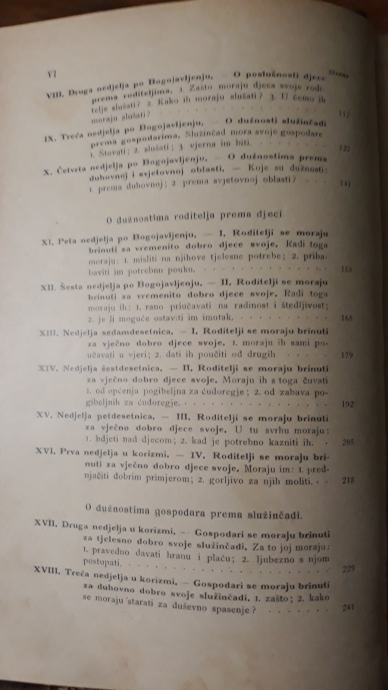 VI
Strana
VIII. Druga nedjelja po Bogojavljenju. — O poslušnosti djece
prema roditeljima. 1. Zašto moraju djeca svoje rodi-
telje slušati? 2. Kako ih moraju slušati? 3. U čemu ih
moraju slušati? 112
IX. Treća nedjelja po Bogojavljenju. — O dužnosti služinčadi
prema gospodarima. Služinčad mora svoje gospodare
1. Štovati; 2. slušati; 3. vjerna im biti.
X. Četvrta nedjelja po Bogojavljenju. — O dužnostima prema
duhovnoj i svjetovnoj oblasti. — Koje su dužnosti:
1. prema duhovnoj; 2. prema svjetovnoj oblasti? 141
O dužnostima roditelja prema djeci
XI. Peta nedjelja po Bogojavljenju. — I. Roditelji se moraju
brinuti za vremenito dobro djece svoje. Radi toga
moraju: 1. misliti na njihove tjelesne potrebe; 2. priba-
baviti im potrebnu pouku.
XII. Šesta nedjelja po Bogojavljenju. — II. Roditelji se moraju
brinuti za vremenito dobro djece svoje. Radi toga
moraju ih: 1. rano priučavati na radinost i štedljivost;
2. je li moguće ostaviti im imutak. 168
XIII. Nedjelja sedamdesetnica. — I. Roditelji se moraju brinuti
za vječno dobro djece svoje. 1. moraju ih sami po-
učavati u vjeri; 2. dati ih poučiti od drugih 179
XIV. Nedjelja šestdesetnica. — II. Roditelji se moraju brinuti
za vječno dobro djece svoje. Moraju ih s toga čuvati
1. od općenja pogibeljna za ćudoregje; 2. od zabava po-
gibeljnih za ćudoregje. 192
XV. Nedjelja petdesetnica. — III. Roditelji se moraju brinuti
za vječno dobro djece svoje. U tu svrhu moraju:
1. bdjeti nad djecom; 2. kad je potrebno kazniti ih. 205
XVI. Prva nedjelja u korizmi. — IV. Roditelji se moraju bri-
nuti za vječno dobro djece svoje. Moraju im: 1. pred-
njačiti dobrim primjerom; 2. gorljivo za njih moliti. 218
O dužnostima gospodara prema služinčadi.
XVII. Druga nedjelja u korizmi. — Gospodari se moraju brinuti
za tjelesno dobro svoje služinčadi. Za to joj moraju:
1. pravedno davati hranu i plaću; 2. ljubezno s njom
postupati. 229
XVIII. Treća nedjelja u korizmi. — Gospodari se moraju brinuti
za duhovno dobro svoje služinčadi. 1. zašto; 2. kako
se moraju starati za duševno spasenje? 241